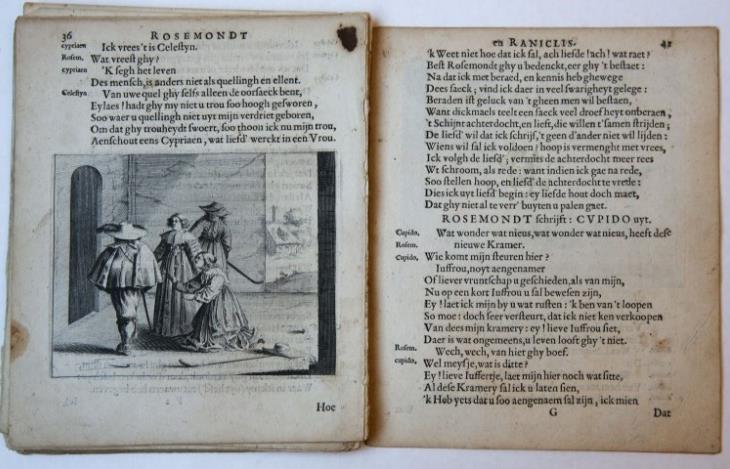 36 ROSEMONDT
cypriaen Ick vrees't is Celestyn.
Rosem. Wat vreest ghy?
cypriaen 'K segh het leven
Des mensch, is anders niet als quellingh en ellent.
Celestyn Van uwe quel ghy selfs alleen de oorsaeck bent,
Ey laes! hadt ghy my niet u trou soo hoogh gesworen,
Soo waer u quellingh niet uyt mijn verdriet geboren,
Om dat ghy trouheydt swoert, soo thoon ick nu mijn trou,
Aenschout eens Cypriaen, wat liefd' werckt in een Vrou.
Hoe
en RANICLIS. 41
'k Weet niet hoe dat ick sal, ach liefde! ach! wat raet?
Best Rosemondt ghy u bedenckt, eer ghy 't bestaet:
Na dat ick met beraed, en kennis heb ghewege
Dees saeck; vind ick daer in veel swarigheyt gelege:
Beraden ist geluck van 't gheen men wil bestaen,
Want dickmaels teelt een saeck veel droef heyt onberaen,
't Schijnt achterdocht, en liefd, die willen t'samen strijden;
De liefd' wil dat ick schrijf, 't geen d'ander niet wil lijden:
Wiens wil sal ick voldoen? hoop is vermenght met vrees,
Ick volgh de liefd'; vermits de achterdocht meer rees
Wt schroom, als rede: want indien ick gae na rede,
Soo stellen hoop, en liefd de achterdocht te vrede:
Dies ick uyt liefd' begin: ey liefde hout doch maet,
Dat ghy niet al te verr' buyten u palen gaet.
ROSEMONDT schrijft: CVPIDO uyt.
Cupido. Wat wonder wat nieus, wat wonder wat nieus, heeft dese
Rosem. nieuwe Kramer.
Cupido. Wie komt mijn steuren hier?
Iuffrou, noyt aengenamer
Of liever vruntschap u geschieden, als van mijn,
Nu op een kort Iuffrou u sal bewesen zijn,
Ey! laet mijn by u wat rusten: 'k ben van 't loopen
So moe: doch seer versteurt, dat ick niet ken verkoopen
Van dees mijn kramery: ey! lieve Iuffrou siet,
Daer is wat ongemeens, u leven looft ghy 't niet.
Rosem. Wech, wech, van hier ghy boef.
cupido. Wel meysje, wat is ditte?
Ey! lieve Iuffertje, laet mijn hier noch wat sitte,
Al dese Kramery sal ick u laten sien,
'k Heb yets dat u soo aengenaem sal zijn, ick mien
G Dat